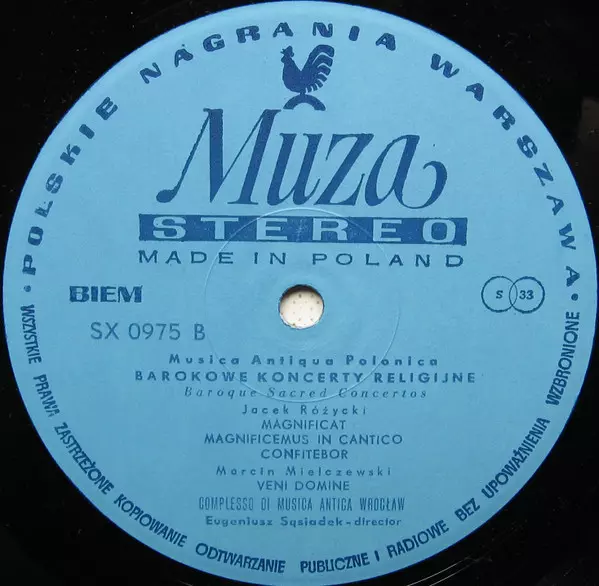 • POLSKIE NAGRANIA WARSZAWA •
Muza
STEREO
MADE IN POLAND
BIEM
S 33
SX 0975 B
Musica Antiqua Polonica
BAROKOWE KONCERTY RELIGIJNE
Baroque Sacred Concertos
Jacek Różycki
MAGNIFICAT
MAGNIFICEMUS IN CANTICO
CONFITEBOR
Marcin Mielczewski
VENI DOMINE
COMPLESSO DI MUSICA ANTICA WROCŁAW
Eugeniusz Sąsiadek-director
WSZYSTKIE PRAWA ZASTRZEŻONE KOPIOWANIE ODTWARZANIE PUBLICZNE I RADIOWE BEZ UPOWAŻNIENIA WZBRONIONE